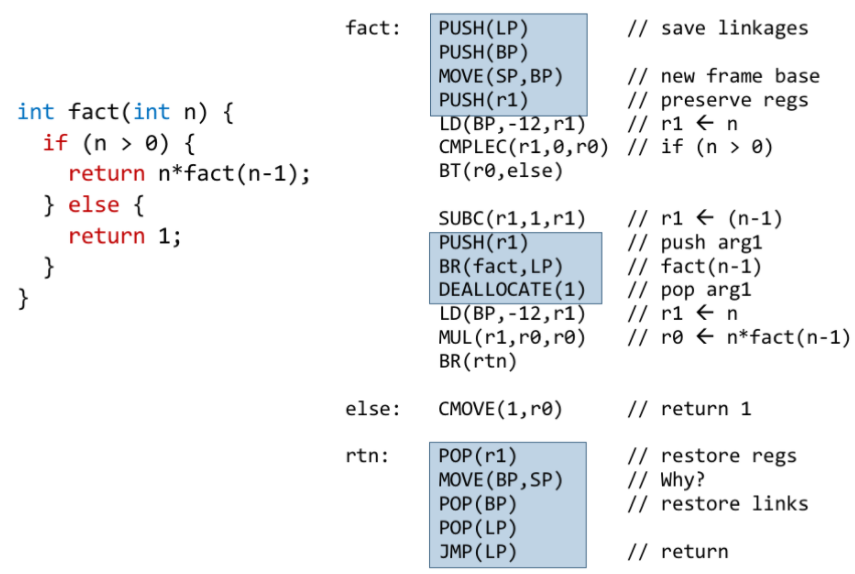 int fact(int n) {
if (n > 0) {
return n*fact(n-1);
} else {
return 1;
}
}
fact: PUSH(LP) // save linkages
PUSH(BP)
MOVE(SP,BP) // new frame base
PUSH(r1) // preserve regs
LD(BP,-12,r1) // r1 ← n
CMPLEC(r1,0,r0) // if (n > 0)
BT(r0,else)
SUBC(r1,1,r1) // r1 ← (n-1)
PUSH(r1) // push arg1
BR(fact,LP) // fact(n-1)
DEALLOCATE(1) // pop arg1
LD(BP,-12,r1) // r1 ← n
MUL(r1,r0,r0) // r0 ← n*fact(n-1)
BR(rtn)
else: CMOVE(1,r0) // return 1
rtn: POP(r1) // restore regs
MOVE(BP,SP) // Why?
POP(BP) // restore links
POP(LP)
JMP(LP) // return